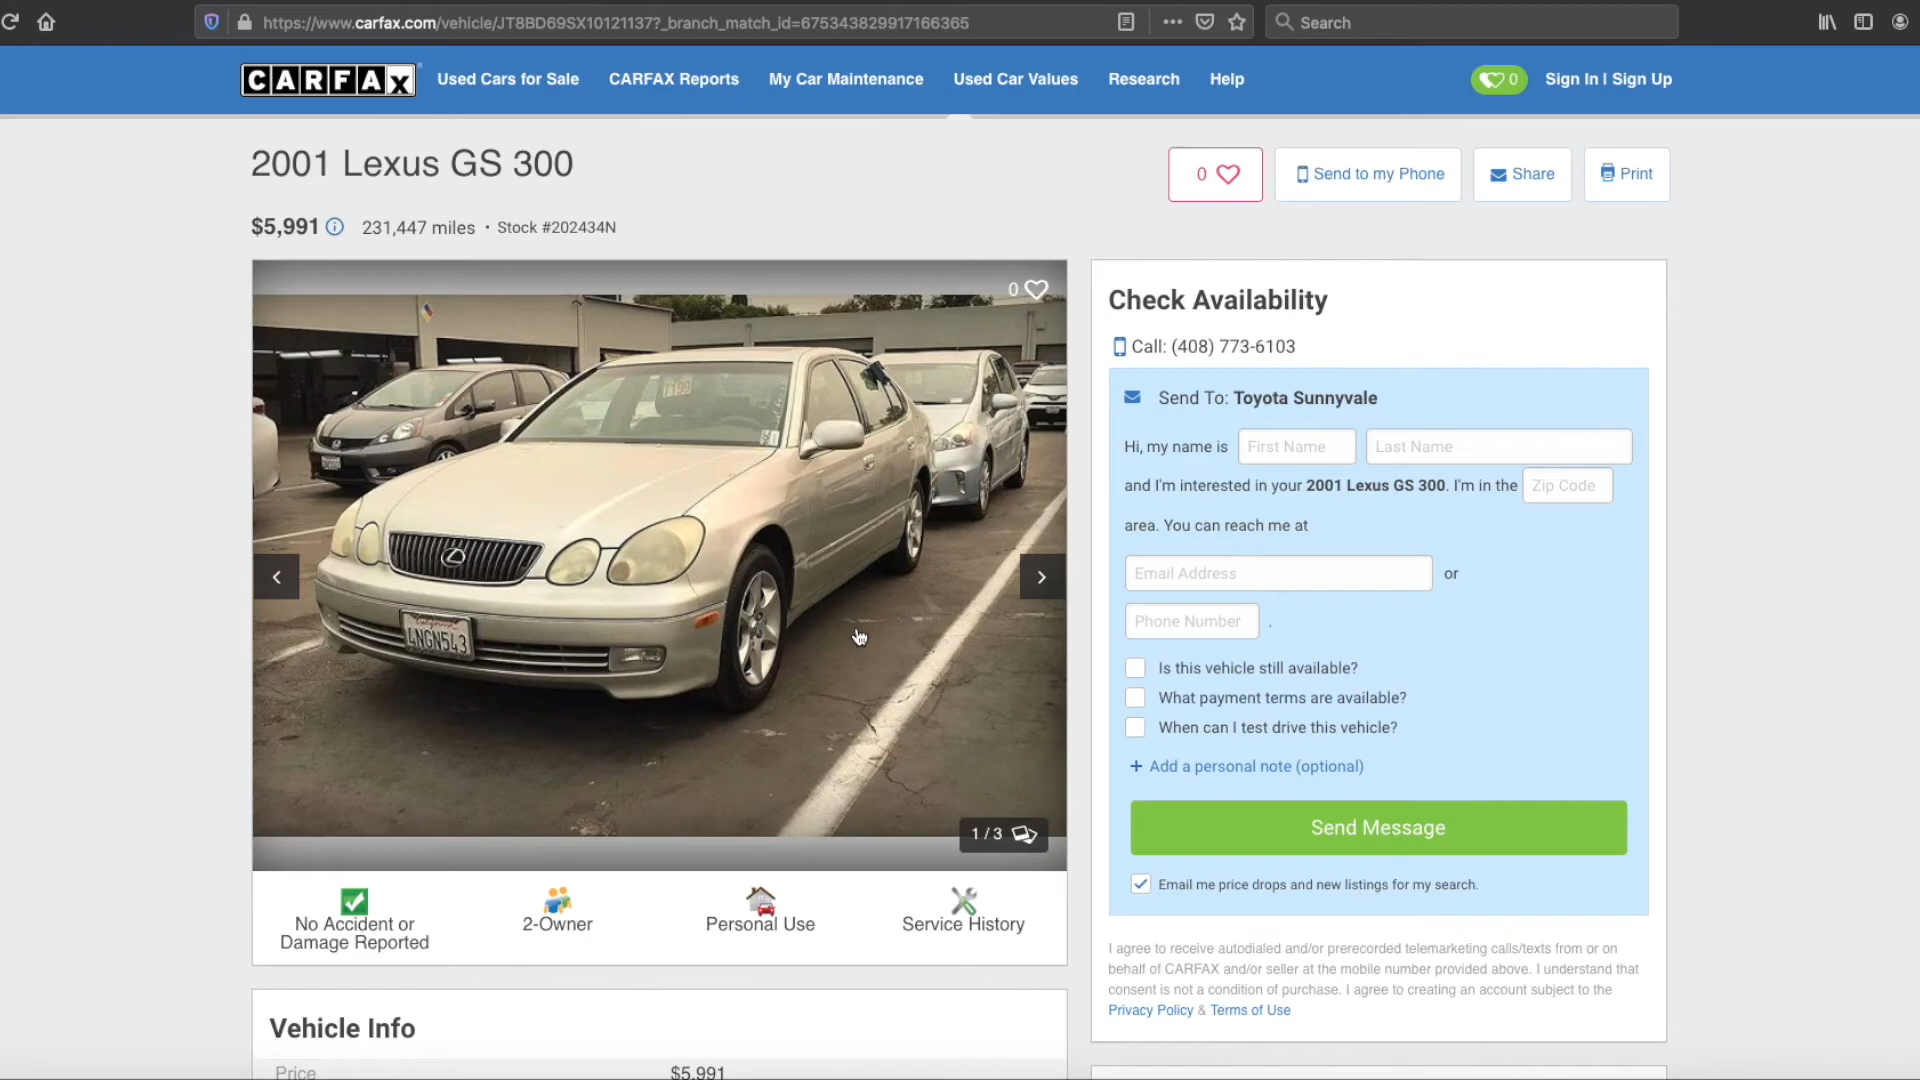 https://www.carfax.com/vehicle/JT8BD69SX10121137?_branch_match_id=675343829917166365
Search
CARFAX
Used Cars for Sale
CARFAX Reports
My Car Maintenance
Used Car Values
Research
Help
0
Sign In | Sign Up
2001 Lexus GS 300
0
Send to my Phone
Share
Print
$5,991
231,447 miles • Stock #202434N
0
California
4NGN543
1 / 3
No Accident or
Damage Reported
2-Owner
Personal Use
Service History
Vehicle Info
Price $5,991
Check Availability
Call: (408) 773-6103
Send To: Toyota Sunnyvale
Hi, my name is First Name Last Name
and I'm interested in your 2001 Lexus GS 300. I'm in the Zip Code
area. You can reach me at
Email Address or
Phone Number .
Is this vehicle still available?
What payment terms are available?
When can I test drive this vehicle?
+ Add a personal note (optional)
Send Message
Email me price drops and new listings for my search.
I agree to receive autodialed and/or prerecorded telemarketing calls/texts from or on
behalf of CARFAX and/or seller at the mobile number provided above. I understand that
consent is not a condition of purchase. I agree to creating an account subject to the
Privacy Policy & Terms of Use